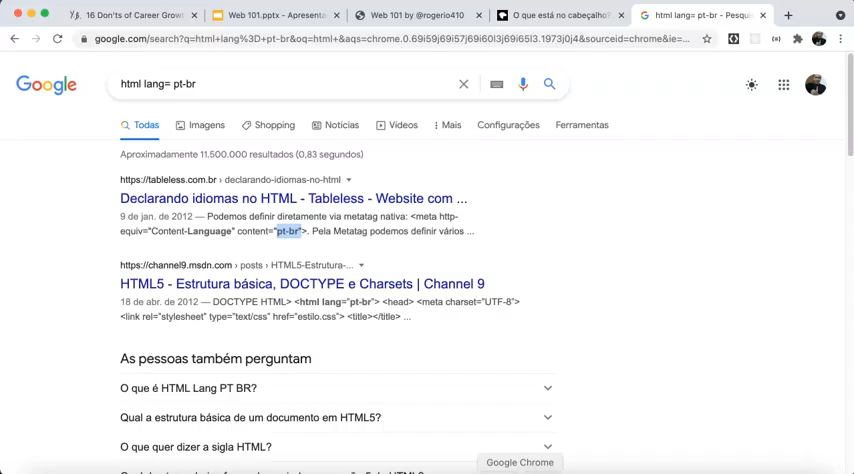 16 Don'ts of Career Growt
Web 101.pptx - Apresenta
Web 101 by @rogerio410
O que está no cabeçalho?
html lang= pt-br - Pesquis
google.com/search?q=html+lang%3D+pt-br&oq=html+&aqs=chrome.0.69i59j69i57j69i60l3j69i65l3.1973j0j4&sourceid=chrome&ie=...
Google
html lang= pt-br
Todas
Imagens
Shopping
Notícias
Vídeos
Mais
Configurações
Ferramentas
Aproximadamente 11.500.000 resultados (0,83 segundos)
https://tableless.com.br › declarando-idiomas-no-html
Declarando idiomas no HTML - Tableless - Website com ...
9 de jan. de 2012 — Podemos definir diretamente via metatag nativa: <meta http-
equiv="Content-Language" content="pt-br">. Pela Metatag podemos definir vários ...
https://channel9.msdn.com › posts › HTML5-Estrutura-...
HTML5 - Estrutura básica, DOCTYPE e Charsets | Channel 9
18 de abr. de 2012 — DOCTYPE HTML> <html lang="pt-br"> <head> <meta charset="UTF-8">
<link rel="stylesheet" type="text/css" href="estilo.css"> <title></title> ...
As pessoas também perguntam
O que é HTML Lang PT BR?
Qual a estrutura básica de um documento em HTML5?
O que quer dizer a sigla HTML?
Google Chrome